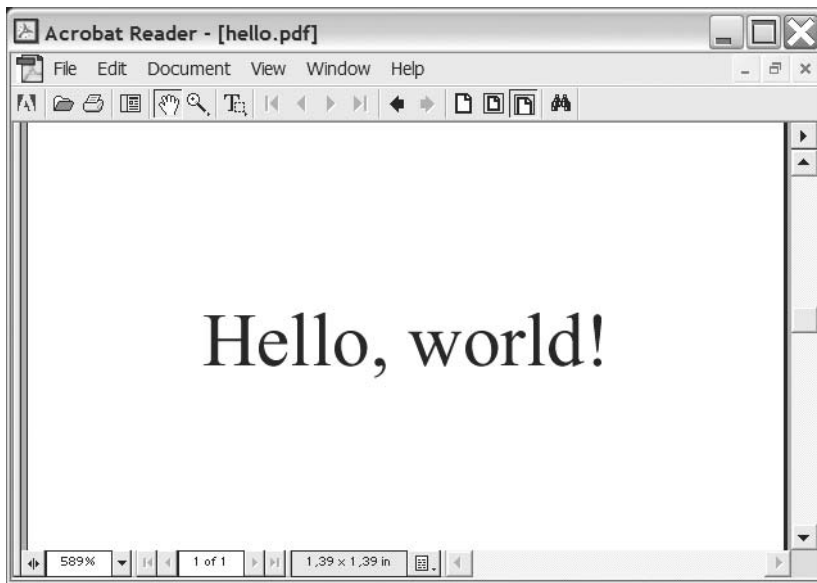 Acrobat Reader - [hello.pdf]
File Edit Document View Window Help
Hello, world!
589% 1 of 1 1,39 × 1,39 in